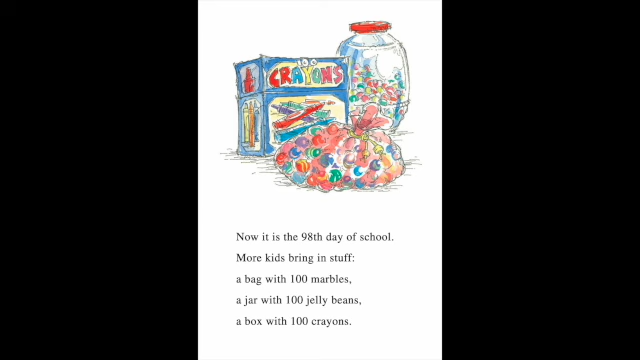 100
CRAYONS
Now it is the 98th day of school.
More kids bring in stuff:
a bag with 100 marbles,
a jar with 100 jelly beans,
a box with 100 crayons.